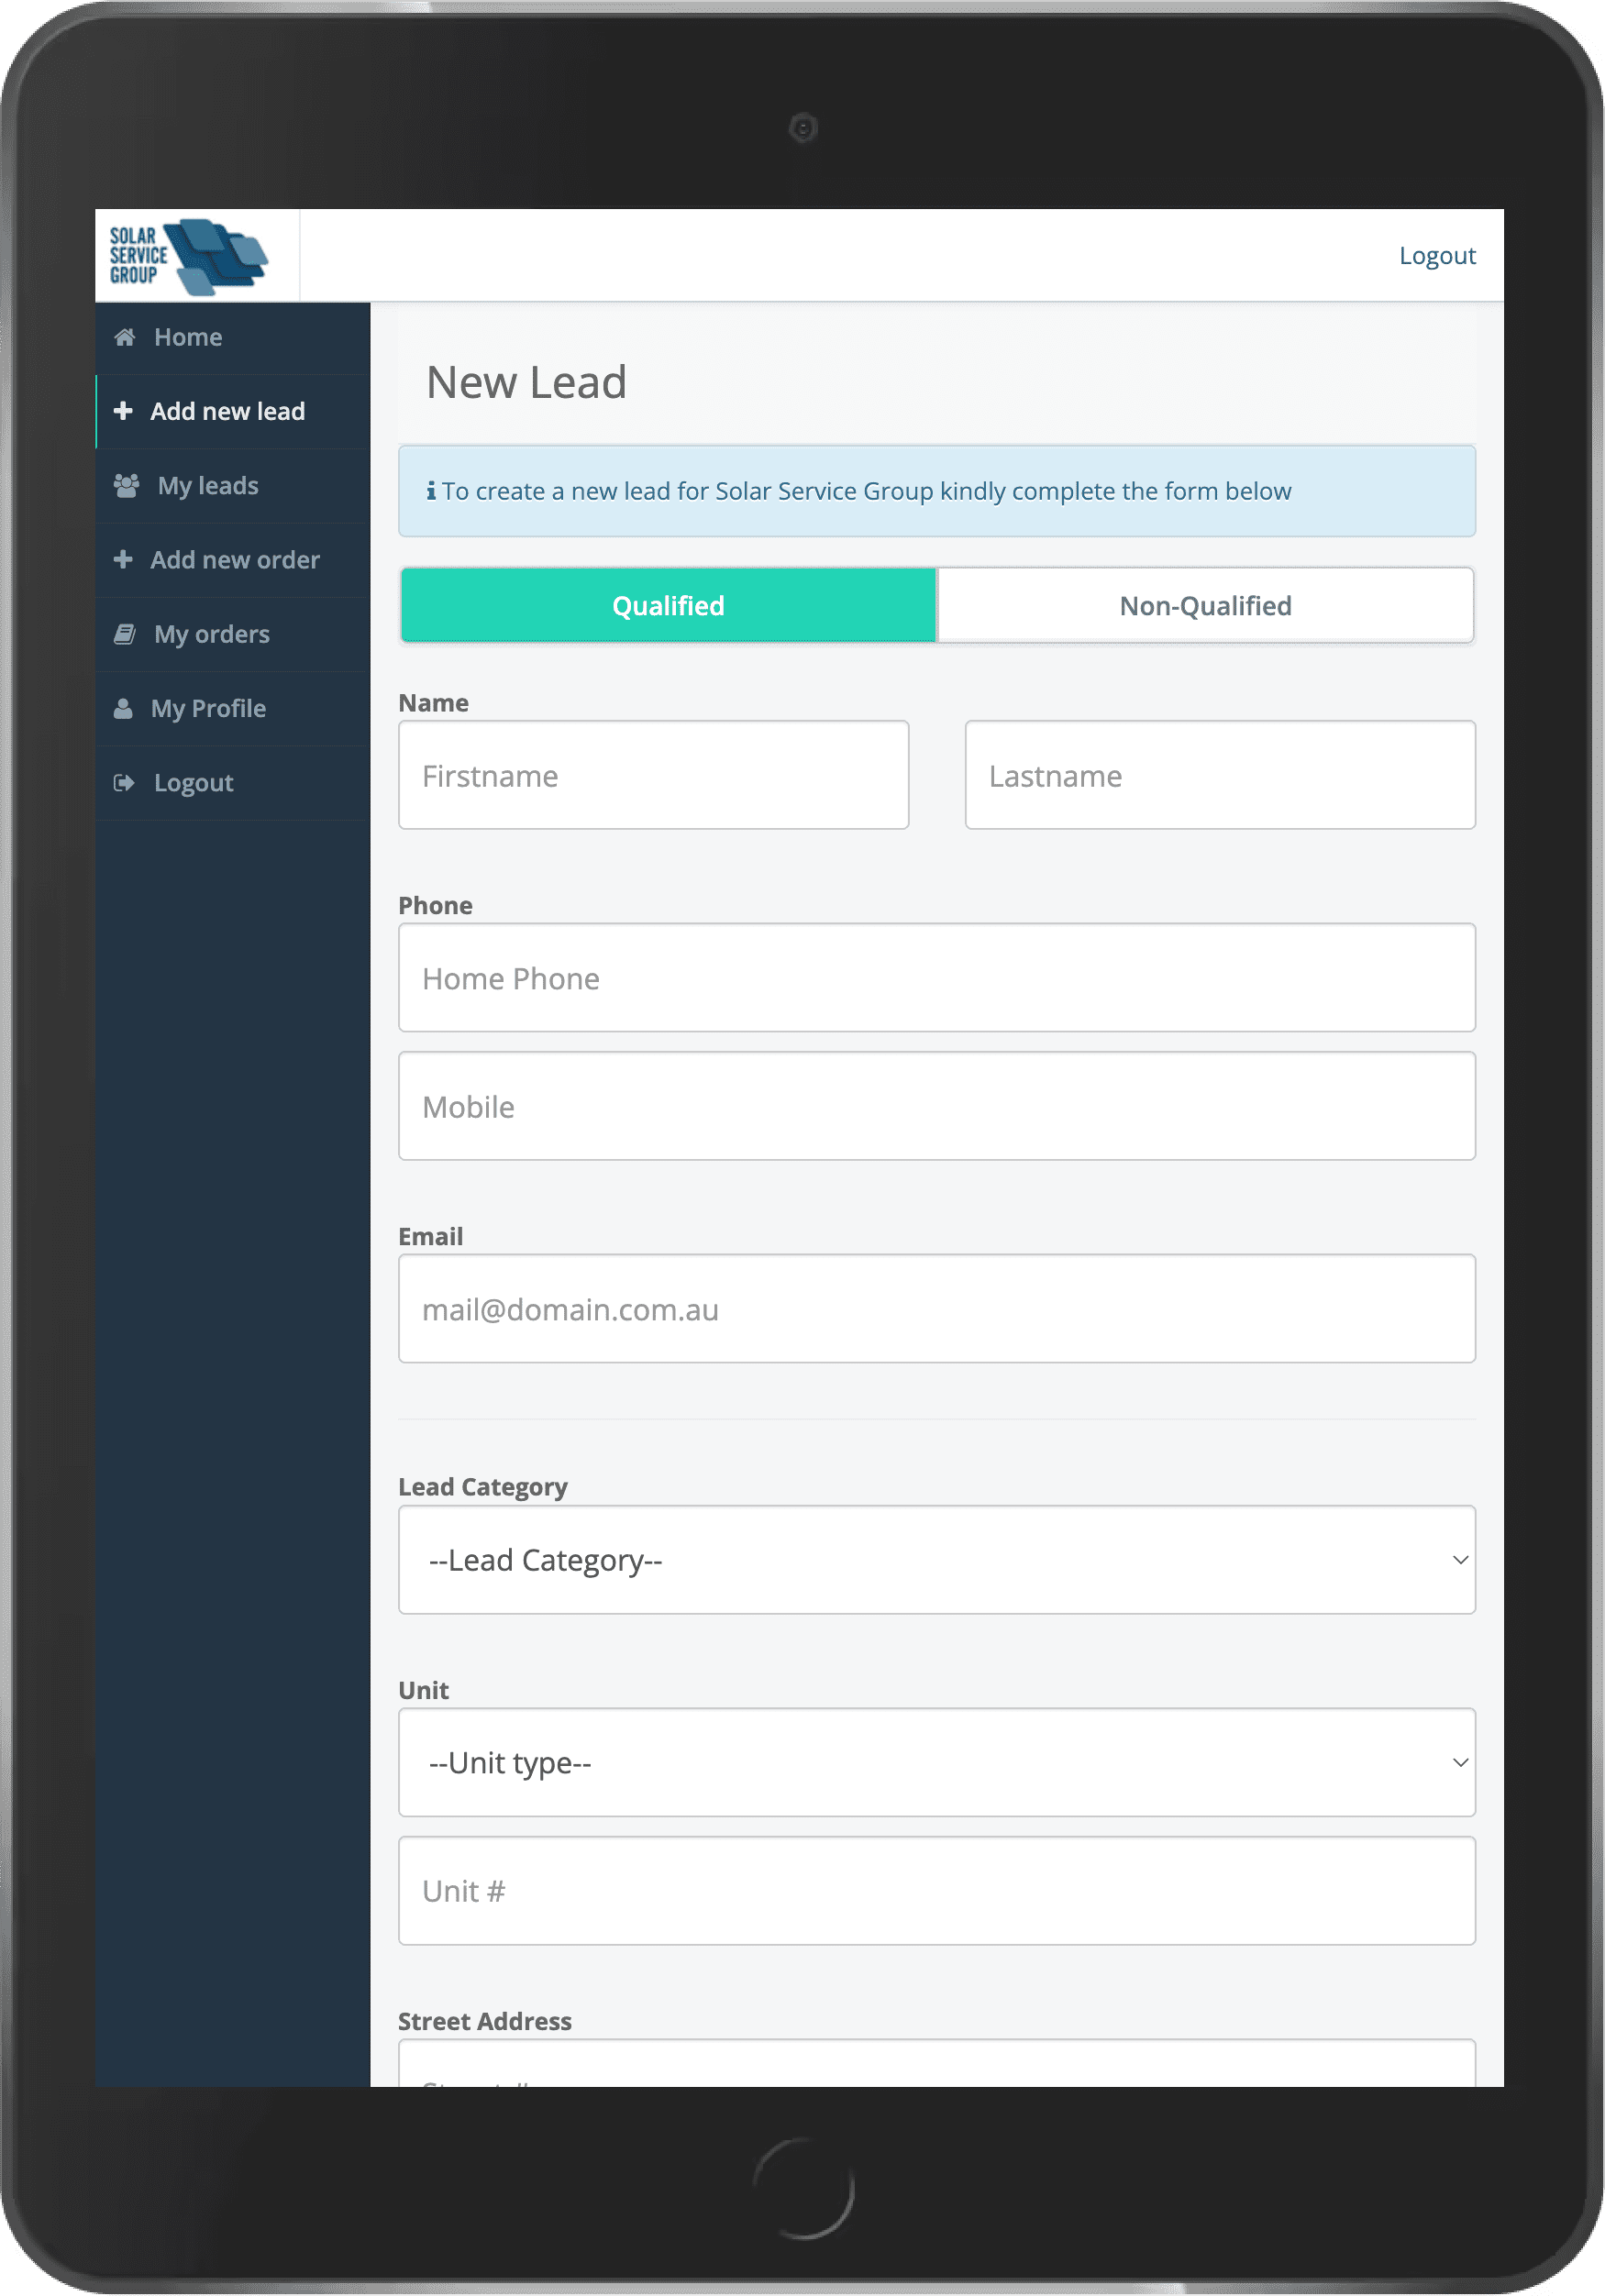 SOLAR
SERVICE
GROUP
Logout
Home
Add new lead
My leads
Add new order
My orders
My Profile
Logout
New Lead
To create a new lead for Solar Service Group kindly complete the form below
Qualified Non-Qualified
Name
Firstname Lastname
Phone
Home Phone
Mobile
Email
mail@domain.com.au
Lead Category
--Lead Category--
Unit
--Unit type--
Unit #
Street Address